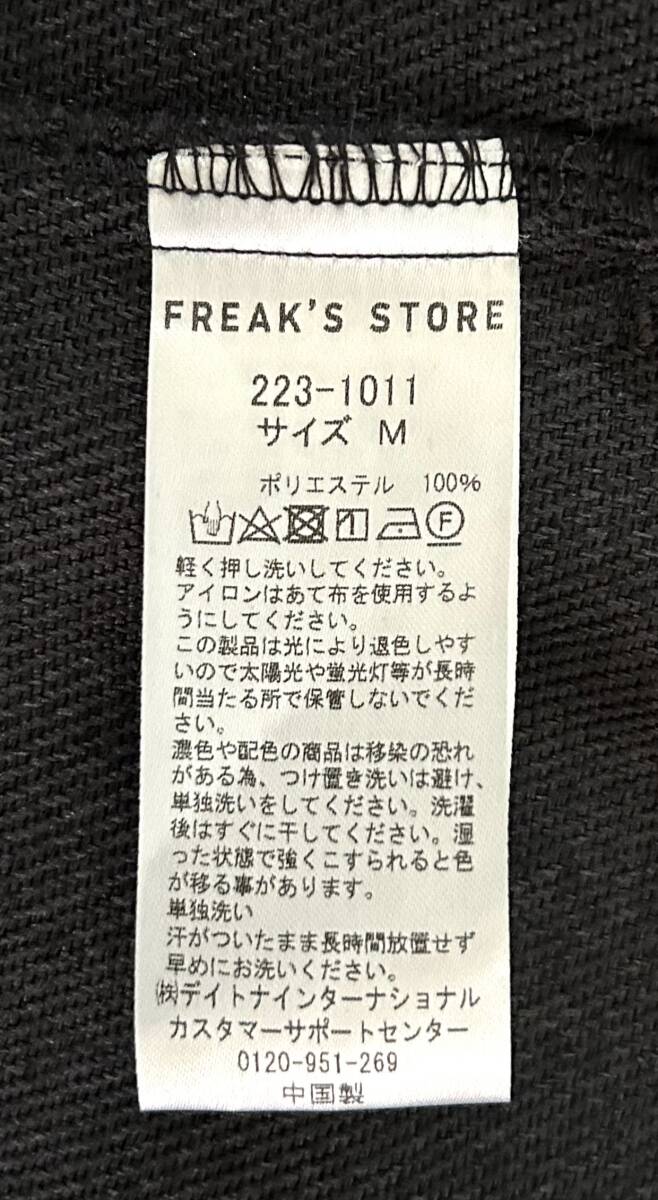 FREAK'S STORE
223-1011
サイズ M
ポリエステル 100%
F
軽く押し洗いしてください。
アイロンはあて布を使用するよ
うにしてください。
この製品は光により退色しやす
いので太陽光や蛍光灯等が長時
間当たる所で保管しないでくだ
さい。
濃色や配色の商品は移染の恐れ
がある為、つけ置き洗いは避け、
単独洗いをしてください。洗濯
後はすぐに干してください。湿
った状態で強くこすられると色
が移る事があります。
単独洗い
汗がついたまま長時間放置せず
早めにお洗いください。
㈱デイトナインターナショナル
カスタマーサポートセンター
0120-951-269
中国